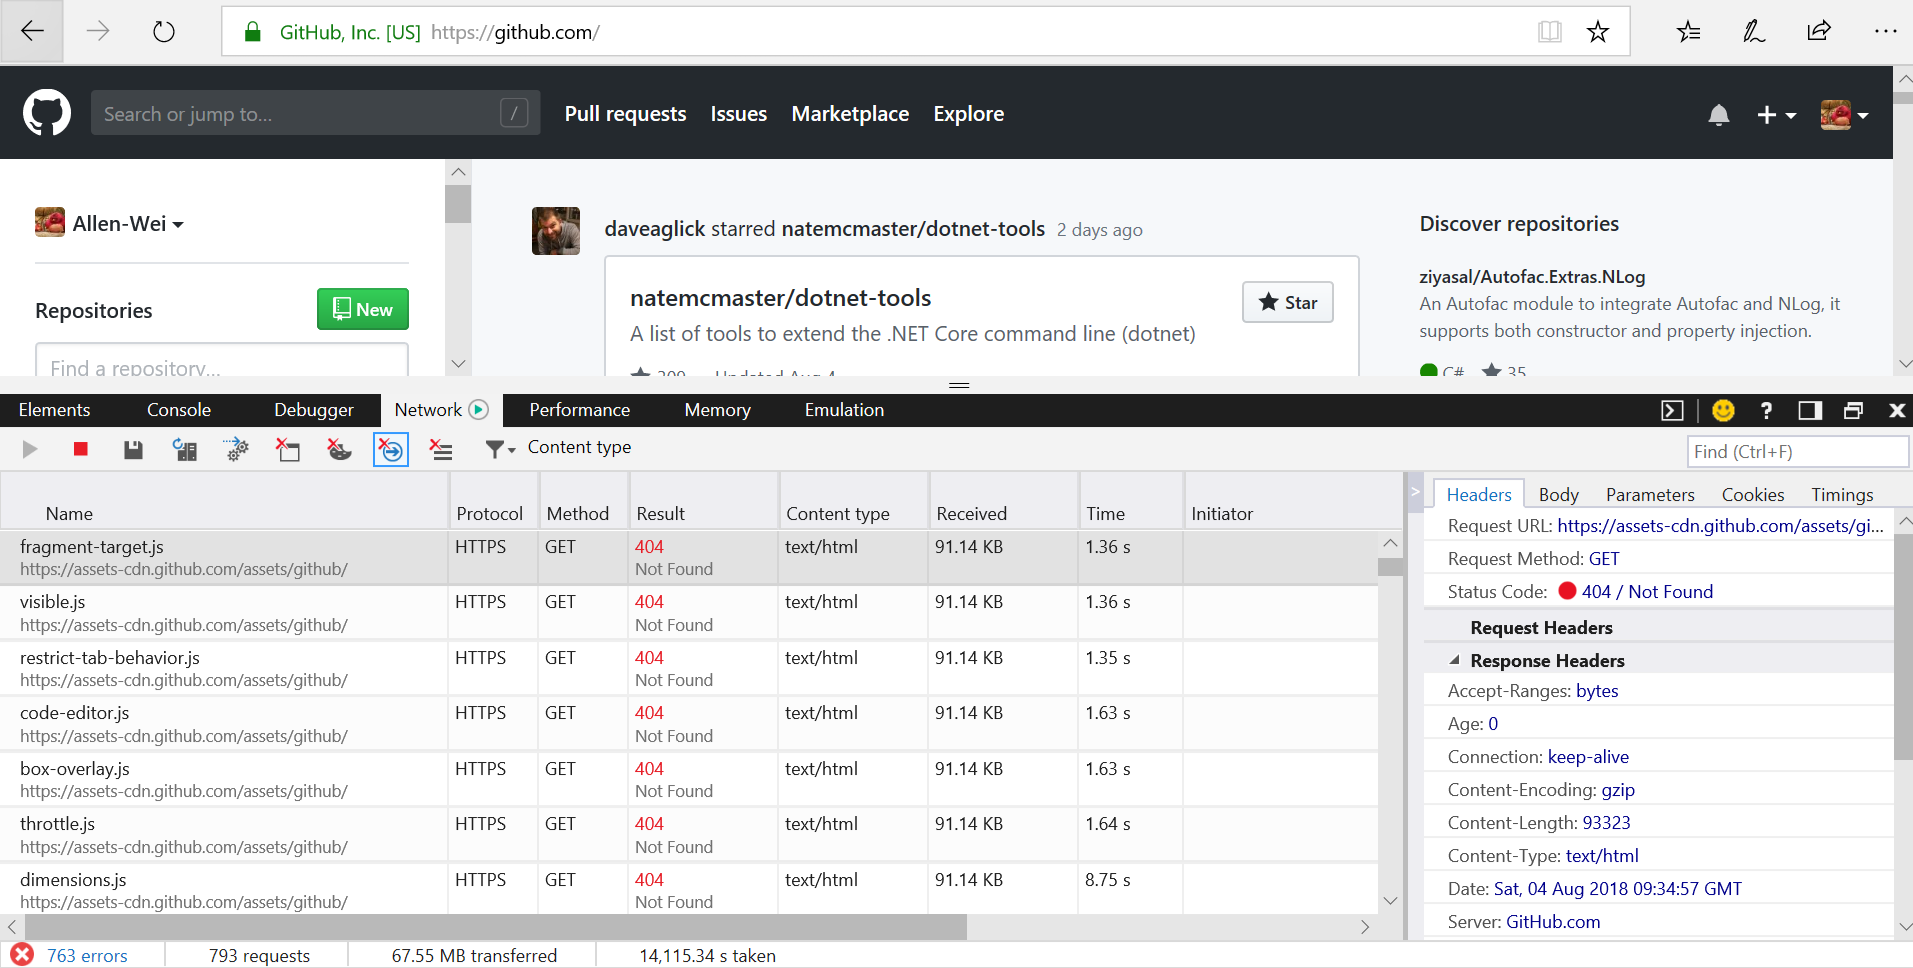 GitHub, Inc. [US] https://github.com/
Search or jump to... /
Pull requests Issues Marketplace Explore
Allen-Wei
Repositories
New
Find a repository...
daveaglick starred natemcmaster/dotnet-tools 2 days ago
natemcmaster/dotnet-tools
Star
A list of tools to extend the .NET Core command line (dotnet)
209 Updated Aug 4
Discover repositories
ziyasal/Autofac.Extras.NLog
An Autofac module to integrate Autofac and NLog, it
supports both constructor and property injection.
C# 35
Elements Console Debugger Network Performance Memory Emulation ?
Content type
Find (Ctrl+F)
Name Protocol Method Result Content type Received Time Initiator
fragment-target.js HTTPS GET 404 text/html 91.14 KB 1.36 s
https://assets-cdn.github.com/assets/github/ Not Found
visible.js HTTPS GET 404 text/html 91.14 KB 1.36 s
https://assets-cdn.github.com/assets/github/ Not Found
restrict-tab-behavior.js HTTPS GET 404 text/html 91.14 KB 1.35 s
https://assets-cdn.github.com/assets/github/ Not Found
code-editor.js HTTPS GET 404 text/html 91.14 KB 1.63 s
https://assets-cdn.github.com/assets/github/ Not Found
box-overlay.js HTTPS GET 404 text/html 91.14 KB 1.63 s
https://assets-cdn.github.com/assets/github/ Not Found
throttle.js HTTPS GET 404 text/html 91.14 KB 1.64 s
https://assets-cdn.github.com/assets/github/ Not Found
dimensions.js HTTPS GET 404 text/html 91.14 KB 8.75 s
https://assets-cdn.github.com/assets/github/ Not Found
Headers Body Parameters Cookies Timings
Request URL: https://assets-cdn.github.com/assets/gi...
Request Method: GET
Status Code: 404 / Not Found
Request Headers
Response Headers
Accept-Ranges: bytes
Age: 0
Connection: keep-alive
Content-Encoding: gzip
Content-Length: 93323
Content-Type: text/html
Date: Sat, 04 Aug 2018 09:34:57 GMT
Server: GitHub.com
763 errors 793 requests 67.55 MB transferred 14,115.34 s taken